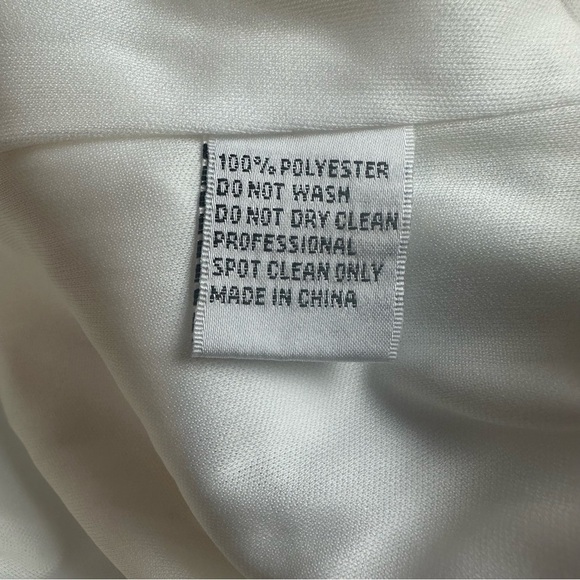 100% POLYESTER
DO NOT WASH
DO NOT DRY CLEAN
PROFESSIONAL
SPOT CLEAN ONLY
MADE IN CHINA